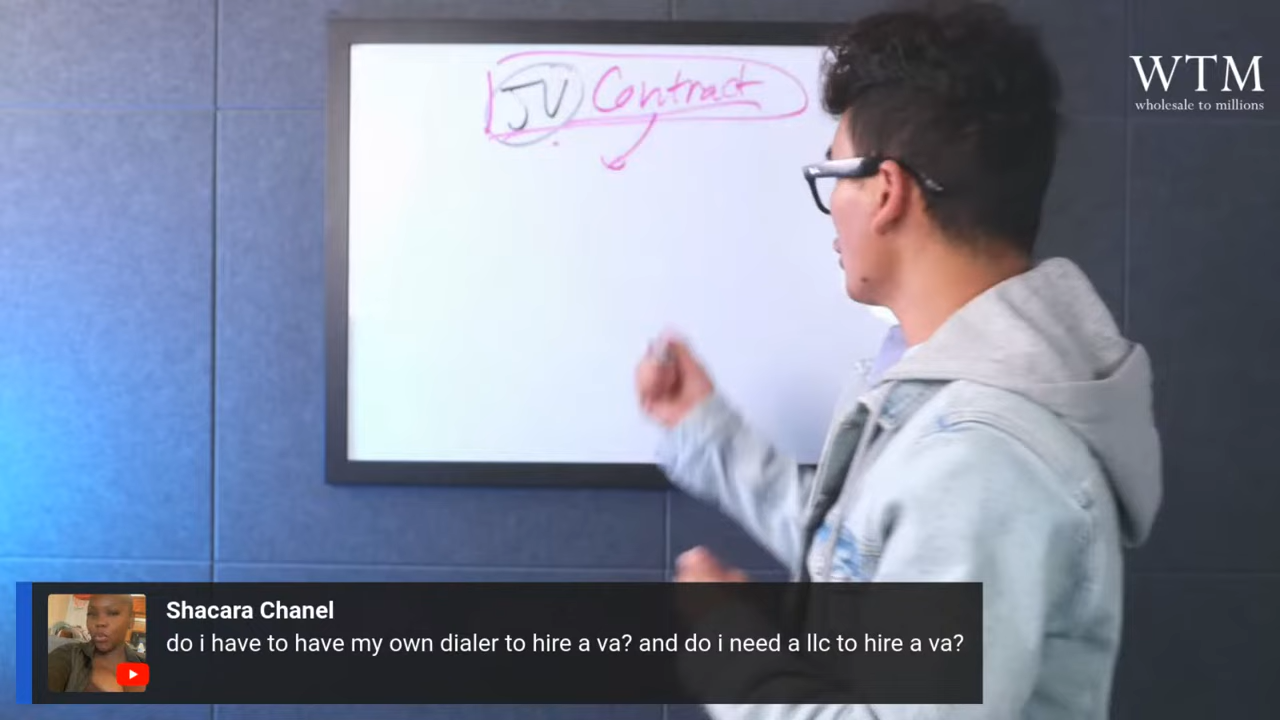 JV Contract
WTM
wholesale to millions
Shacara Chanel
do i have to have my own dialer to hire a va? and do i need a llc to hire a va?